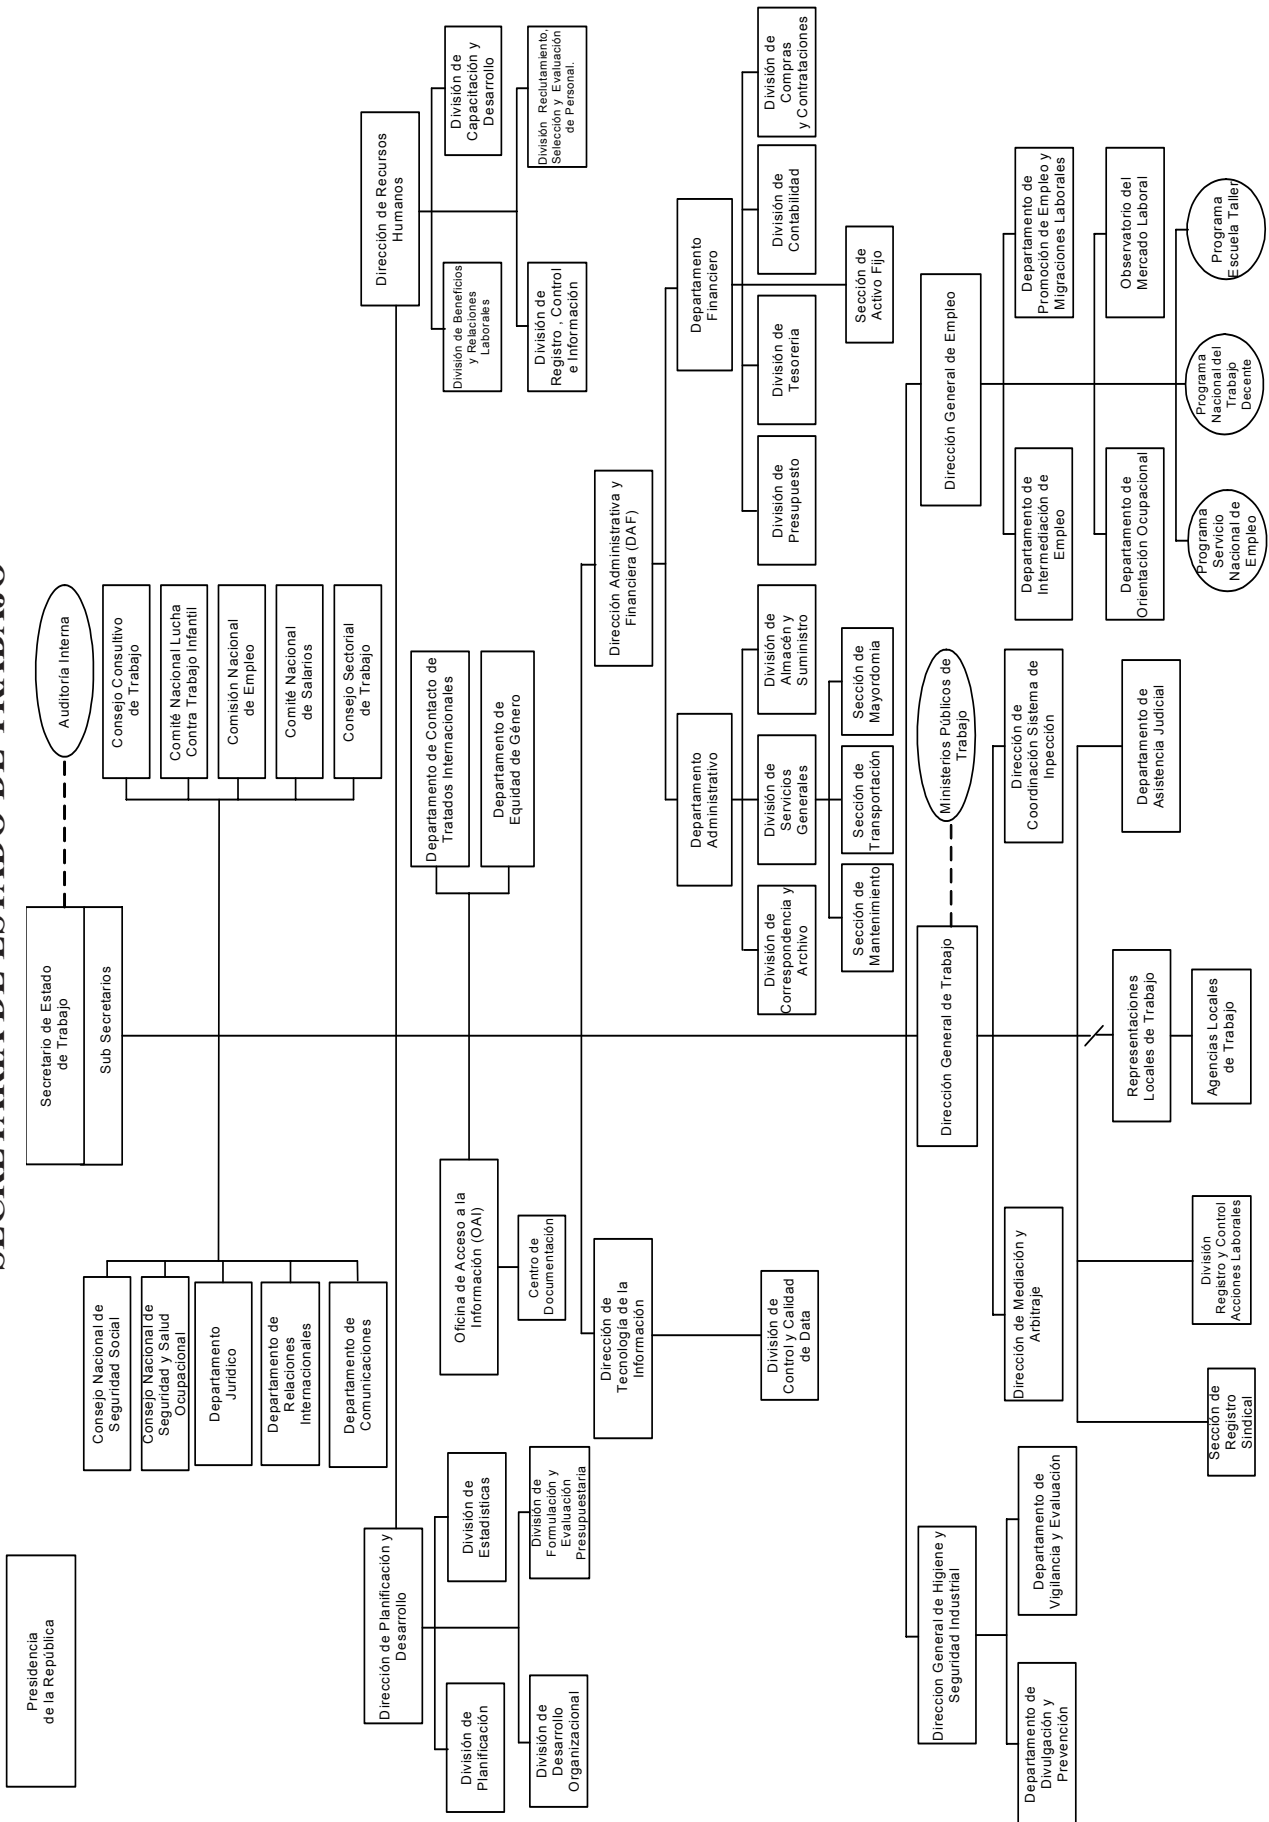 SECRETARIA DE ESTADO DE TRABAJO
Presidencia
de la República
Secretario de Estado
de Trabajo
Sub Secretarios
Auditoría Interna
Consejo Nacional de
Seguridad Social
Consejo Nacional de
Seguridad y Salud
Ocupacional
Departamento
Jurídico
Departamento de
Relaciones
Internacionales
Departamento de
Comunicaciones
Consejo Consultivo
de Trabajo
Comité Nacional Lucha
Contra Trabajo Infantil
Comisión Nacional
de Empleo
Comité Nacional
de Salarios
Consejo Sectorial
de Trabajo
Dirección de Planificación y
Desarrollo
División de
Planificación
División de
Estadísticas
División de
Desarrollo
Organizacional
División de
Formulación y
Evaluación
Presupuestaria
Dirección de Recursos
Humanos
División de Beneficios
y Relaciones
Laborales
División de
Capacitación y
Desarrollo
División de
Registro , Control
e Información
División  Reclutamiento,
Selección y Evaluación
de Personal.
Oficina de Acceso a la
Información (OAI)
Centro de
Documentación
Departamento de Contacto de
Tratados Internacionales
Departamento de
Equidad de Género
Dirección de
Tecnología de la
Información
División de
Control y Calidad
de Data
Dirección Administrativa y
Financiera (DAF)
Departamento
Administrativo
División de
Correspondencia y
Archivo
División de
Servicios
Generales
División de
Almacén y
Suministro
Sección de
Mantenimiento
Sección de
Transportación
Sección de
Mayordomia
Departamento
Financiero
División de
Presupuesto
División de
Tesoreria
División de
Contabilidad
División de
Compras
y Contrataciones
Sección de
Activo Fijo
Direccion General de Higiene y
Seguridad Industrial
Departamento de
Divulgación y
Prevención
Departamento de
Vigilancia y Evaluación
Dirección General de Trabajo
Ministerios Públicos de
Trabajo
Dirección de Mediación y
Arbitraje
Dirección de
Coordinación Sistema de
Inpección
Sección de
Registro
Sindical
División
Registro y Control
Acciones Laborales
Representaciones
Locales de Trabajo
Agencias Locales
de Trabajo
Departamento de
Asistencia Judicial
Dirección General de Empleo
Departamento de
Intermediación de
Empleo
Departamento de
Promoción de Empleo y
Migraciones Laborales
Departamento de
Orientación Ocupacional
Observatorio del
Mercado Laboral
Programa
Servicio
Nacional de
Empleo
Programa
Nacional del
Trabajo
Decente
Programa
Escuela Taller